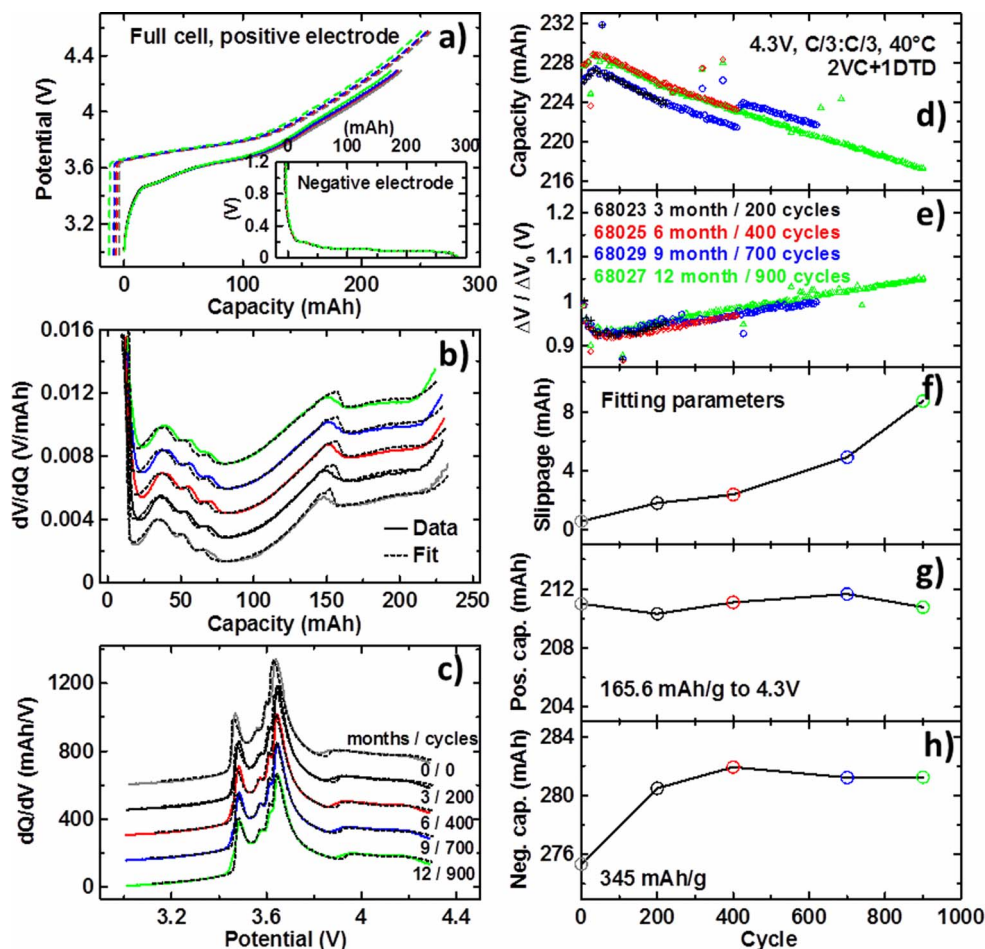 Full cell, positive electrode
a)
Potential (V)
4.8
4.2
3.6
3.0
(mAh)
0 100 200 300
1.2
0.8
0.4
0
(V)
Negative electrode
0 100 200 300
Capacity (mAh)
b)
dV/dQ (V/mAh)
0.016
0.012
0.008
0.004
0.000
Data
Fit
0 50 100 150 200 250
Capacity (mAh)
c)
dQ/dV (mAh/V)
1200
800
400
0
months / cycles
0 / 0
3 / 200
6 / 400
9 / 700
12 / 900
3.2 3.6 4 4.4
Potential (V)
4.3V, C/3:C/3, 40°C
2VC+1DTD
d)
Capacity (mAh)
232
228
224
220
216
e)
68023 3 month / 200 cycles
68025 6 month / 400 cycles
68029 9 month / 700 cycles
68027 12 month / 900 cycles
ΔV / ΔV₀ (V)
1.2
1.1
1
0.9
f)
Fitting parameters
Slippage (mAh)
8
4
0
g)
Pos. cap. (mAh)
212
208
204
165.6 mAh/g to 4.3V
h)
Neg. cap. (mAh)
284
280
276
345 mAh/g
0 200 400 600 800 1000
Cycle